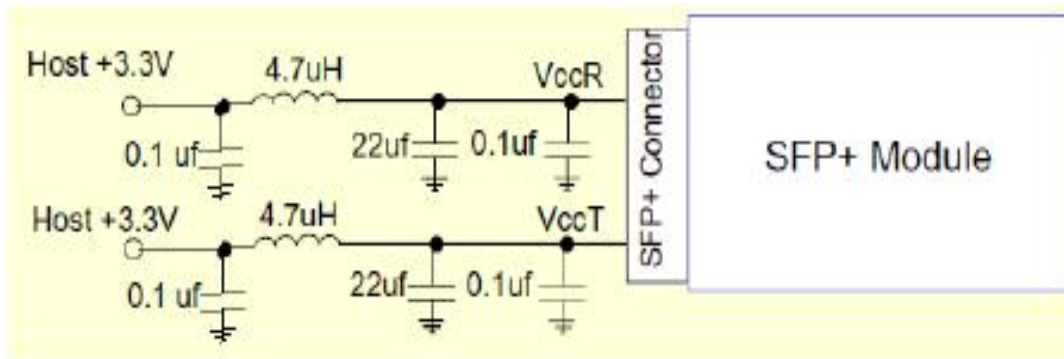 Host +3.3V
4.7uH
VccR
0.1 uf
22uf
0.1uf
Host +3.3V
4.7uH
VccT
0.1 uf
22uf
0.1uf
SFP+ Connector
SFP+ Module